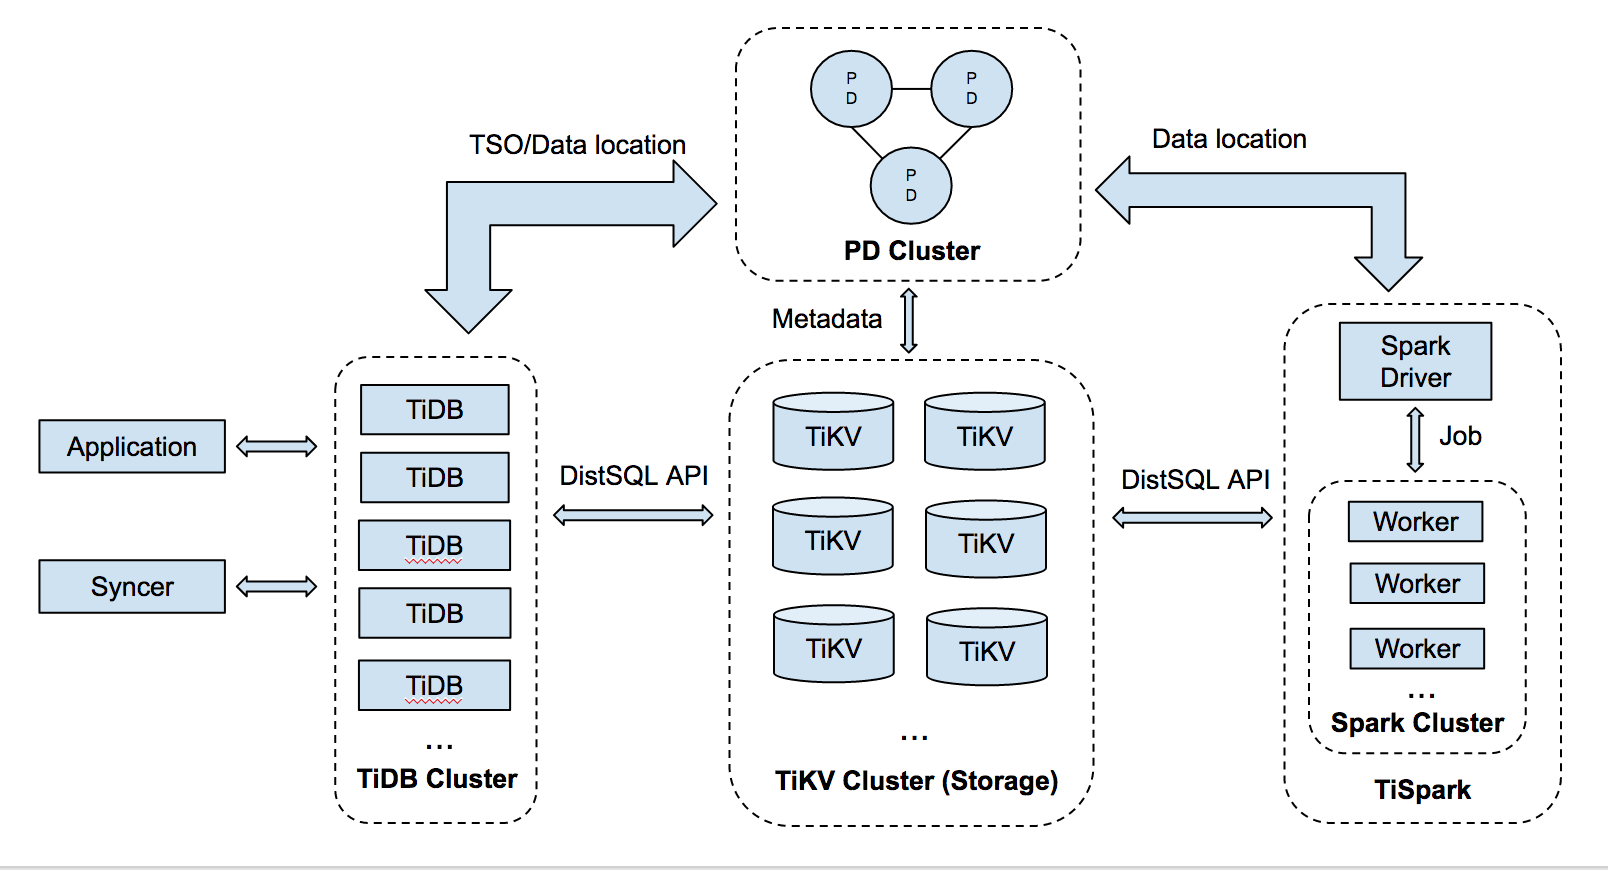 P
D
P
D
P
D
PD Cluster
TSO/Data location
Data location
Metadata
Application
Syncer
TiDB
TiDB
TiDB
TiDB
TiDB
...
TiDB Cluster
DistSQL API
TiKV
TiKV
TiKV
TiKV
TiKV
TiKV
...
TiKV Cluster (Storage)
DistSQL API
Spark
Driver
Job
Worker
Worker
Worker
...
Spark Cluster
TiSpark